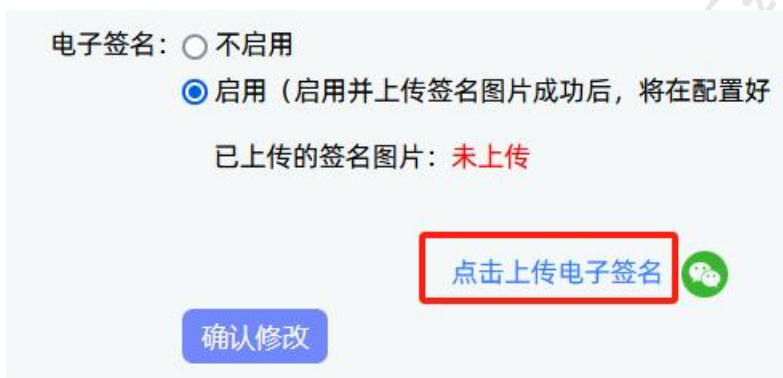 电子签名：不启用
启用（启用并上传签名图片成功后，将在配置好
已上传的签名图片：未上传
点击上传电子签名
确认修改